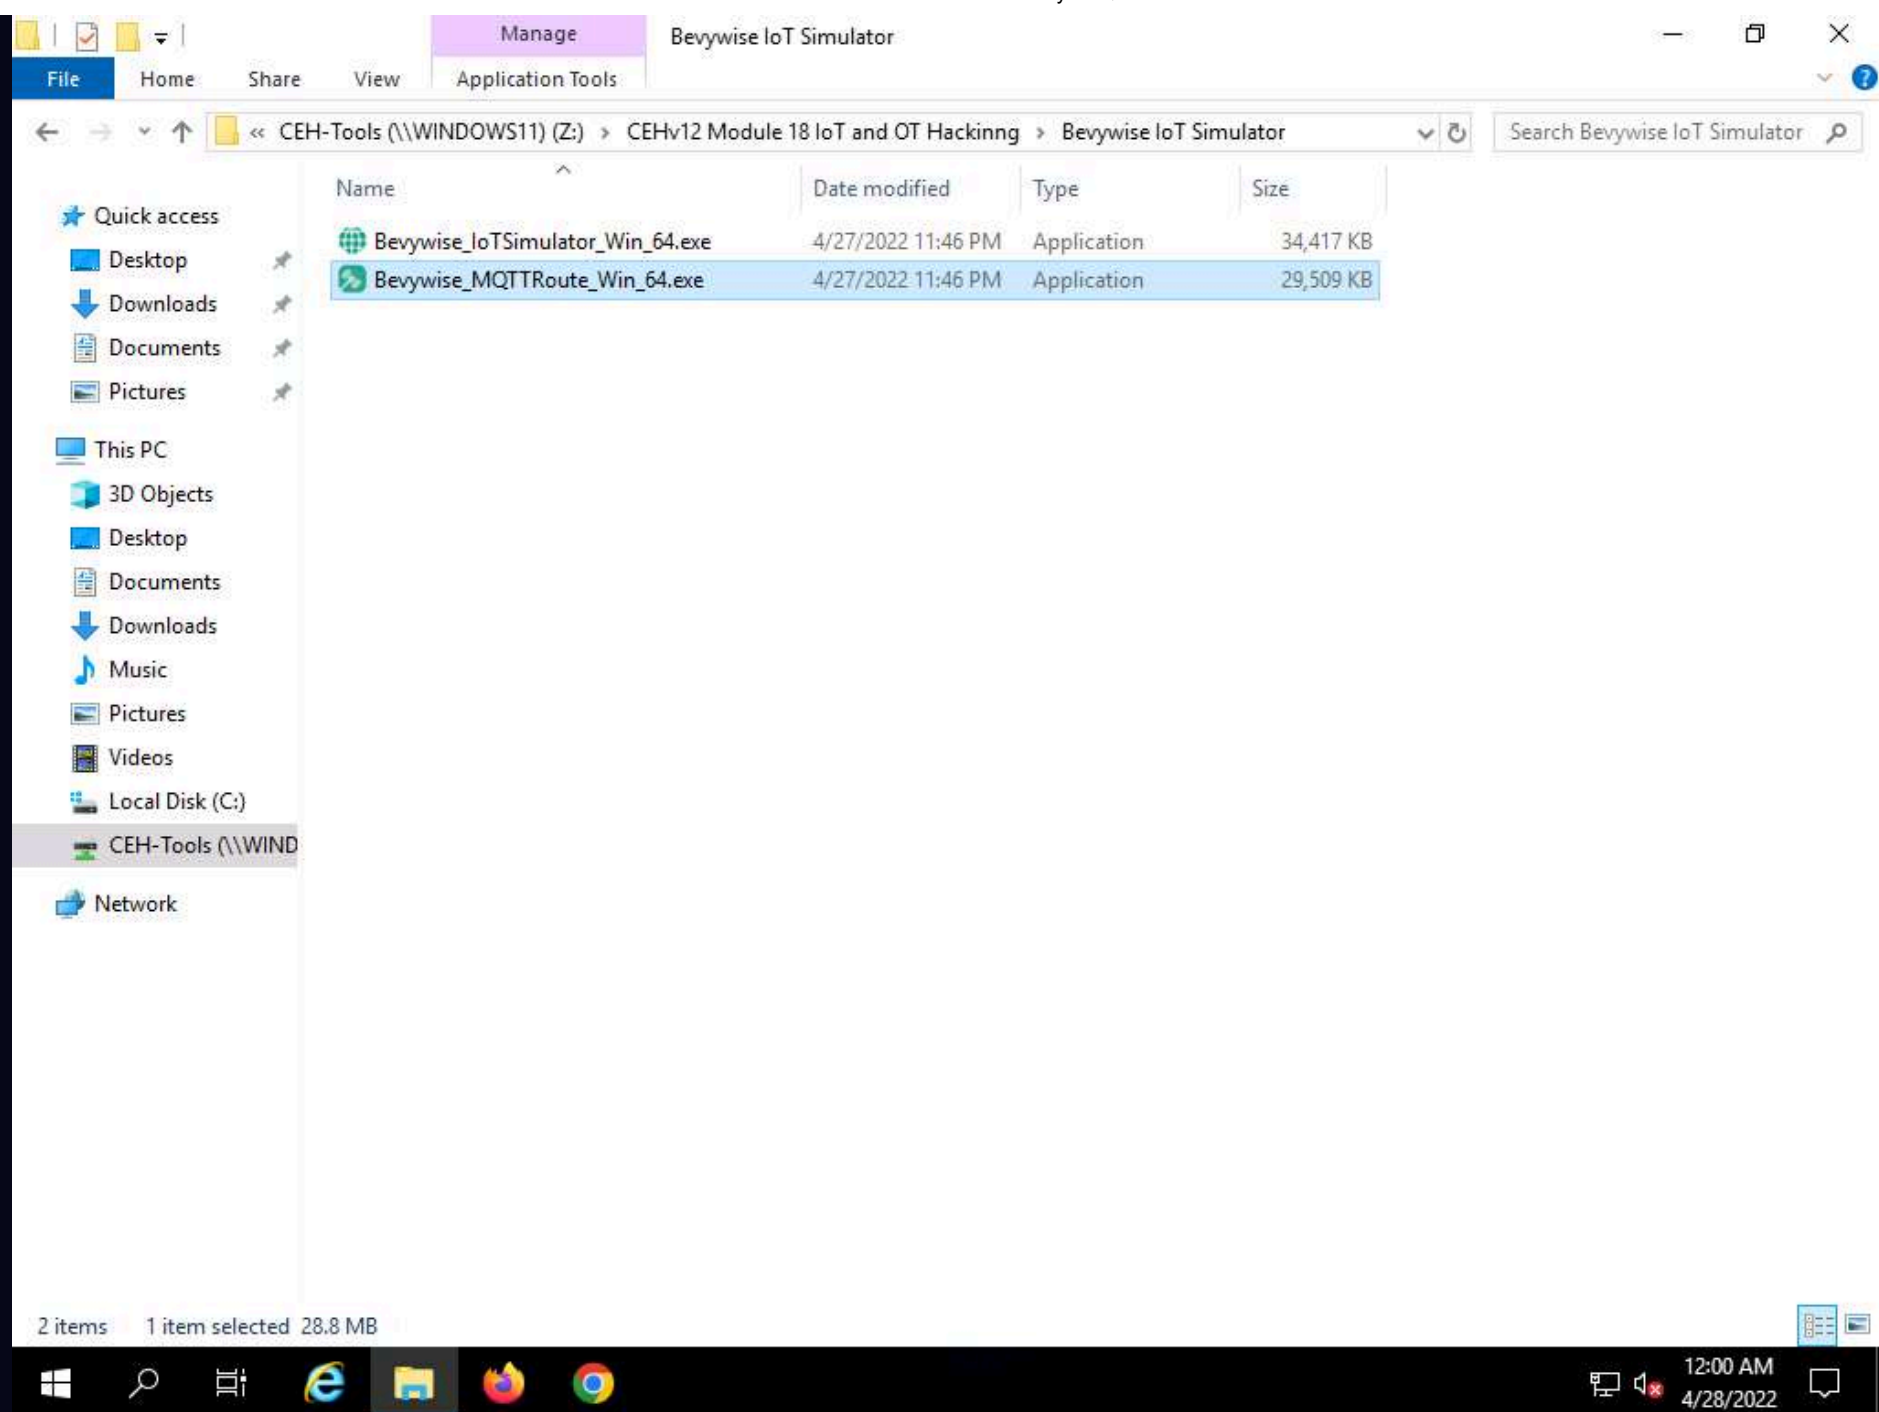 Manage
Bevywise IoT Simulator
File
Home
Share
View
Application Tools
« CEH-Tools (\\WINDOWS11) (Z:) › CEHv12 Module 18 IoT and OT Hackinng › Bevywise IoT Simulator
Search Bevywise IoT Simulator
Name
Date modified
Type
Size
Bevywise_IoTSimulator_Win_64.exe
4/27/2022 11:46 PM
Application
34,417 KB
Bevywise_MQTTRoute_Win_64.exe
4/27/2022 11:46 PM
Application
29,509 KB
Quick access
Desktop
Downloads
Documents
Pictures
This PC
3D Objects
Desktop
Documents
Downloads
Music
Pictures
Videos
Local Disk (C:)
CEH-Tools (\\WIND
Network
2 items
1 item selected 28.8 MB
12:00 AM
4/28/2022